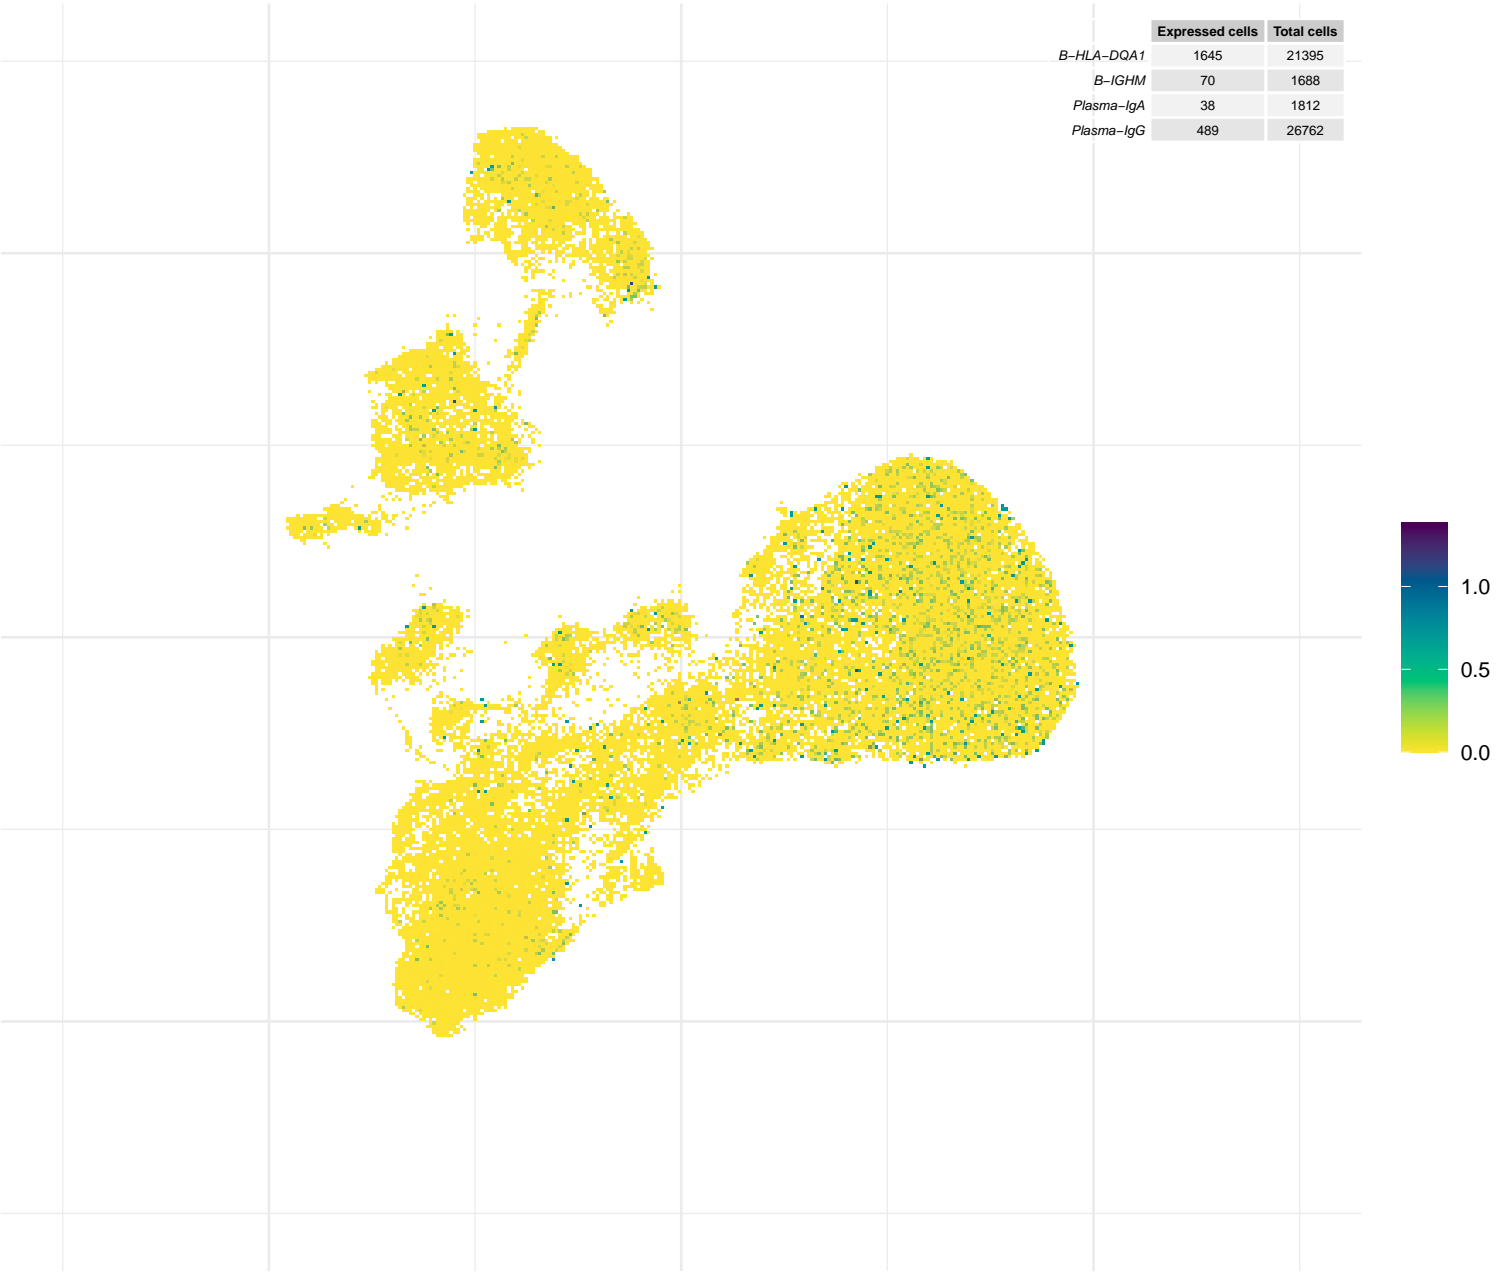 Expressed cells Total cells
B−HLA−DQA1 1645 21395
B−IGHM 70 1688
Plasma−IgA 38 1812
Plasma−IgG 489 26762
1.0
0.5
0.0